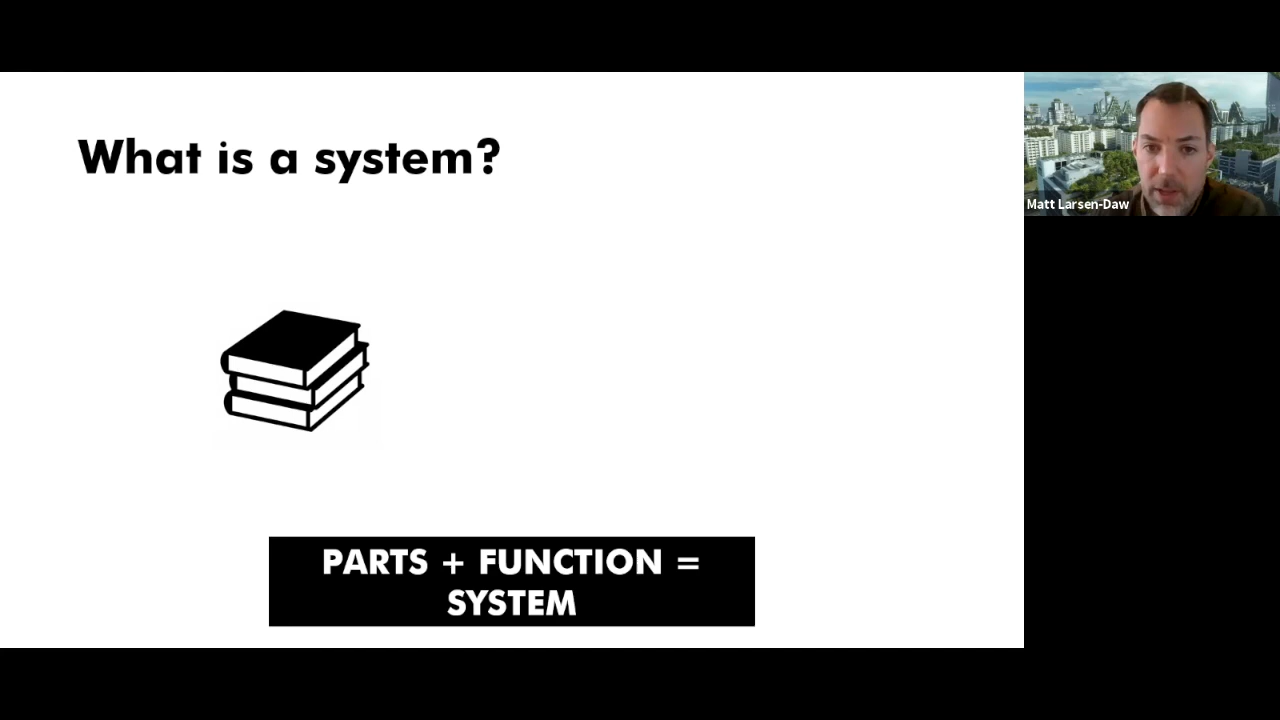 What is a system?
Matt Larsen-Daw
PARTS + FUNCTION =
SYSTEM